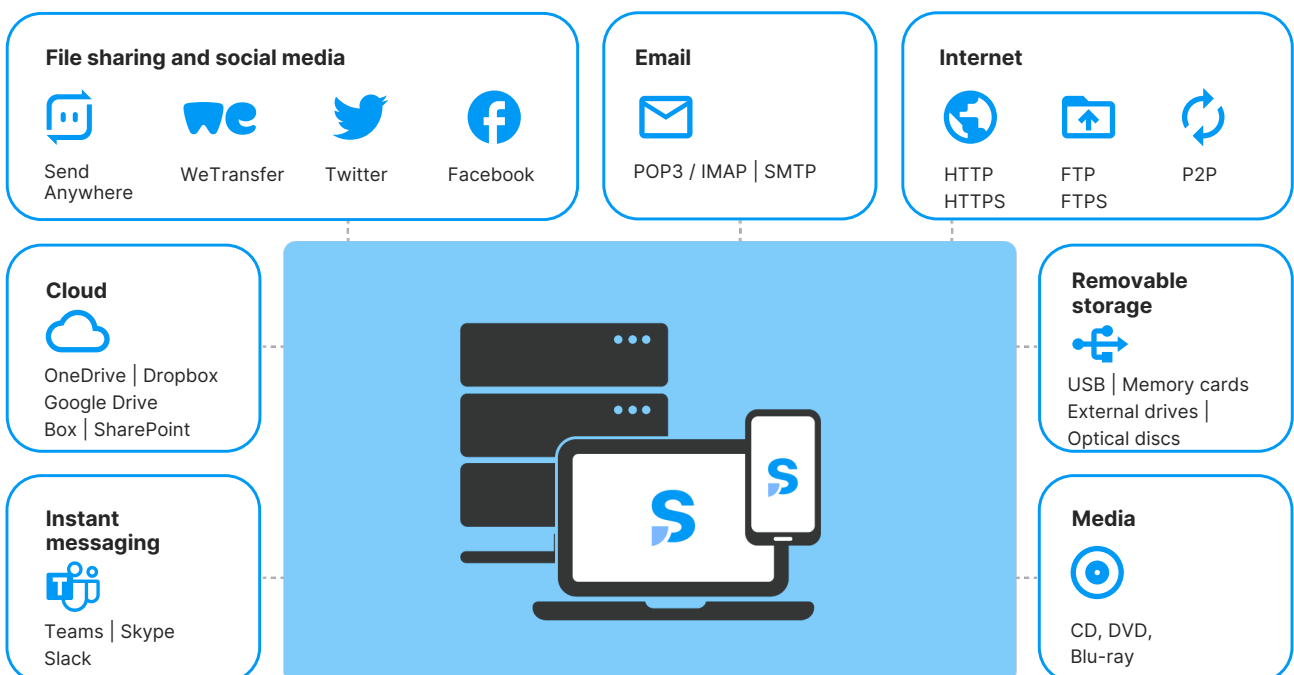 File sharing and social media
Send
Anywhere
WeTransfer
Twitter
Facebook
Email
POP3 / IMAP | SMTP
Internet
HTTP
HTTPS
FTP
FTPS
P2P
Cloud
OneDrive | Dropbox
Google Drive
Box | SharePoint
Removable
storage
USB | Memory cards
External drives |
Optical discs
Instant
messaging
T
Teams | Skype
Slack
S
S
Media
CD, DVD,
Blu-ray